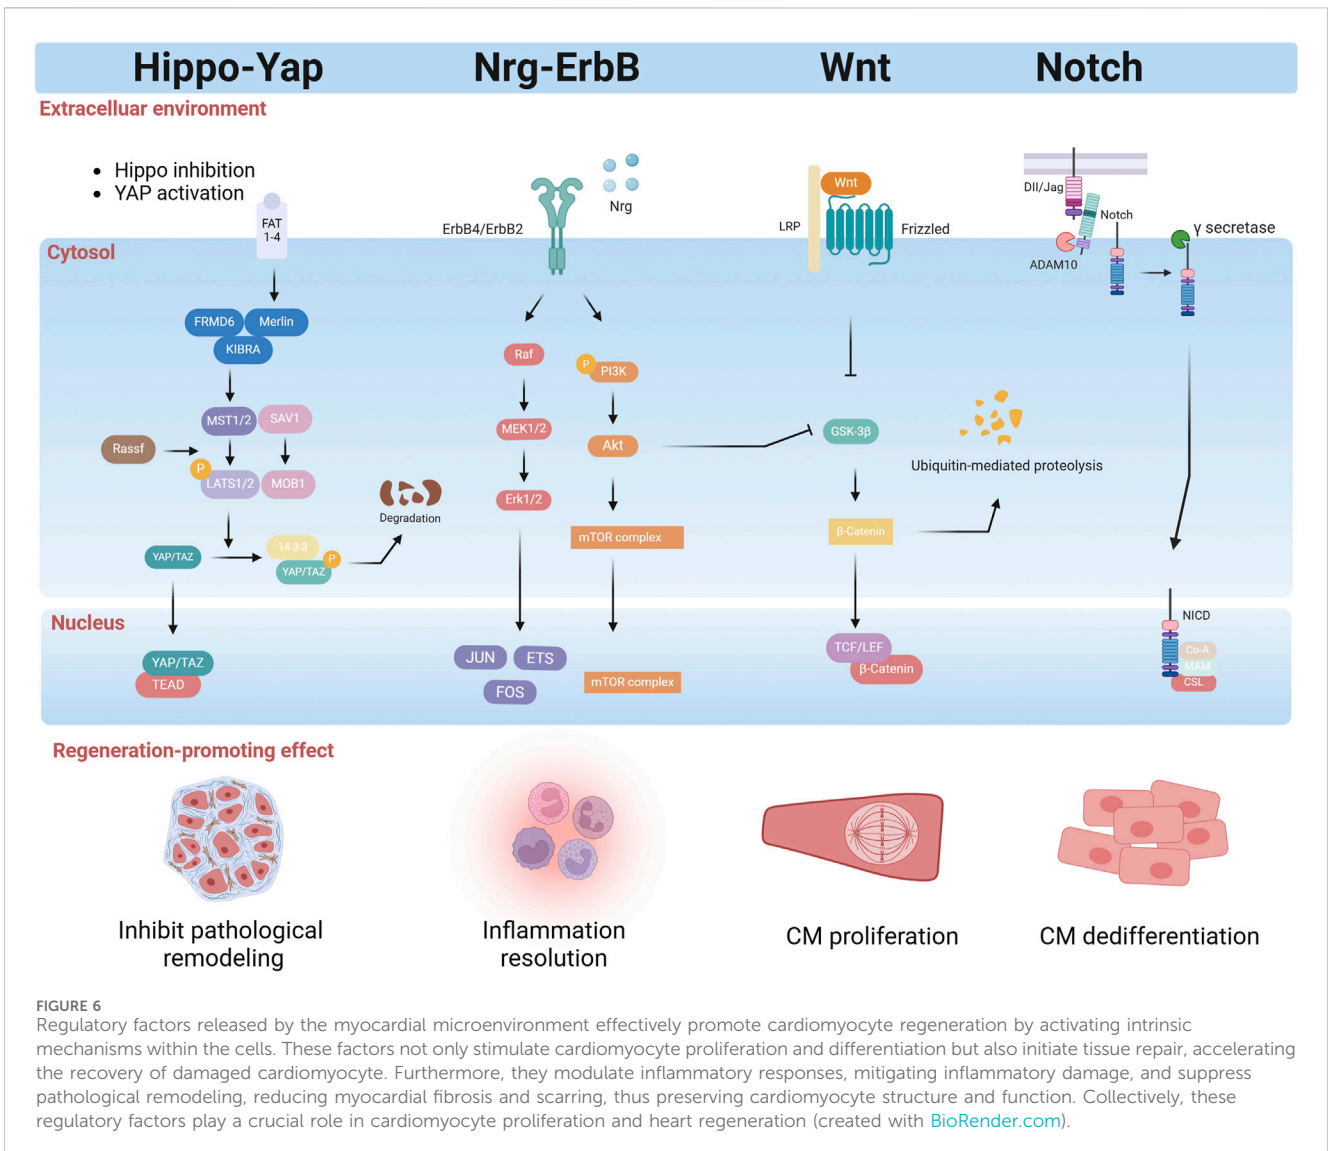 Hippo-Yap
Nrg-ErbB
Wnt
Notch
Extracelluar environment
• Hippo inhibition
• YAP activation
FAT
1-4
ErbB4/ErbB2
Nrg
LRP
Wnt
Frizzled
Dll/Jag
Notch
ADAM10
γ secretase
Cytosol
FRMD6
Merlin
KIBRA
MST1/2
SAV1
Rassf
P
LATS1/2
MOB1
Degradation
YAP/TAZ
14-3-3
P
YAP/TAZ
Raf
MEK1/2
Erk1/2
P
PI3K
Akt
mTOR complex
GSK-3β
Ubiquitin-mediated proteolysis
β-Catenin
Nucleus
YAP/TAZ
TEAD
JUN
ETS
FOS
mTOR complex
TCF/LEF
β-Catenin
NICD
Co-A
MAM
CSL
Regeneration-promoting effect
Inhibit pathological
remodeling
Inflammation
resolution
CM proliferation
CM dedifferentiation
FIGURE 6
Regulatory factors released by the myocardial microenvironment effectively promote cardiomyocyte regeneration by activating intrinsic
mechanisms within the cells. These factors not only stimulate cardiomyocyte proliferation and differentiation but also initiate tissue repair, accelerating
the recovery of damaged cardiomyocyte. Furthermore, they modulate inflammatory responses, mitigating inflammatory damage, and suppress
pathological remodeling, reducing myocardial fibrosis and scarring, thus preserving cardiomyocyte structure and function. Collectively, these
regulatory factors play a crucial role in cardiomyocyte proliferation and heart regeneration (created with BioRender.com).